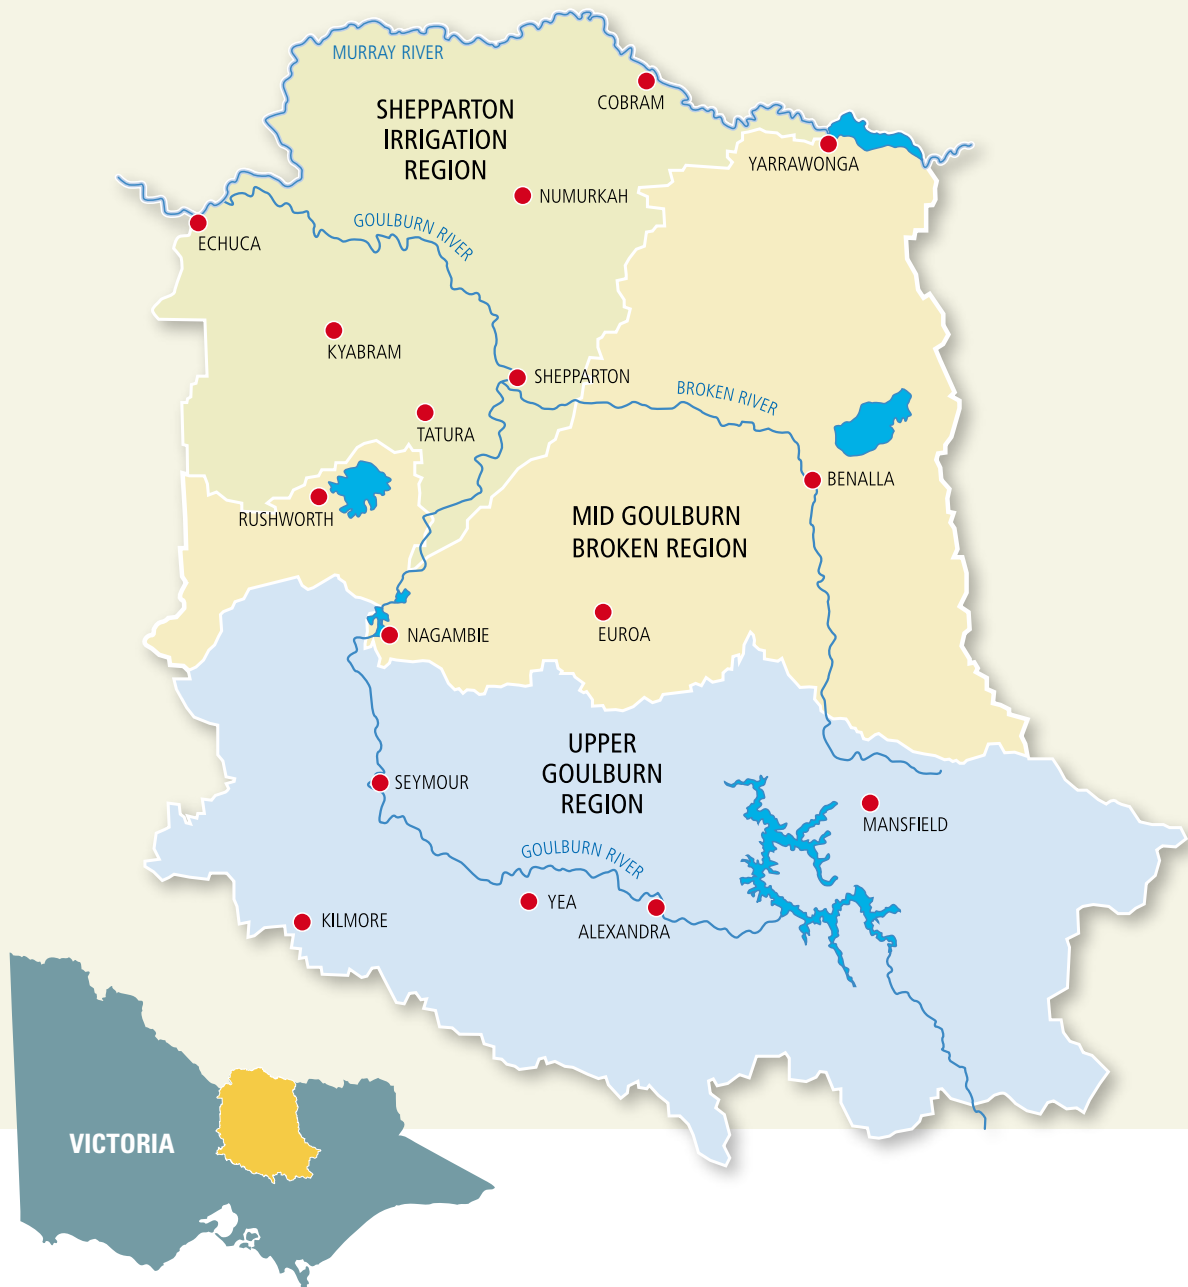 MURRAY RIVER
COBRAM
SHEPPARTON
IRRIGATION
REGION
YARRAWONGA
NUMURKAH
GOULBURN RIVER
ECHUCA
KYABRAM
SHEPPARTON
BROKEN RIVER
TATURA
BENALLA
RUSHWORTH
MID GOULBURN
BROKEN REGION
NAGAMBIE
EUROA
UPPER
GOULBURN
REGION
SEYMOUR
MANSFIELD
GOULBURN RIVER
YEA
KILMORE
ALEXANDRA
VICTORIA